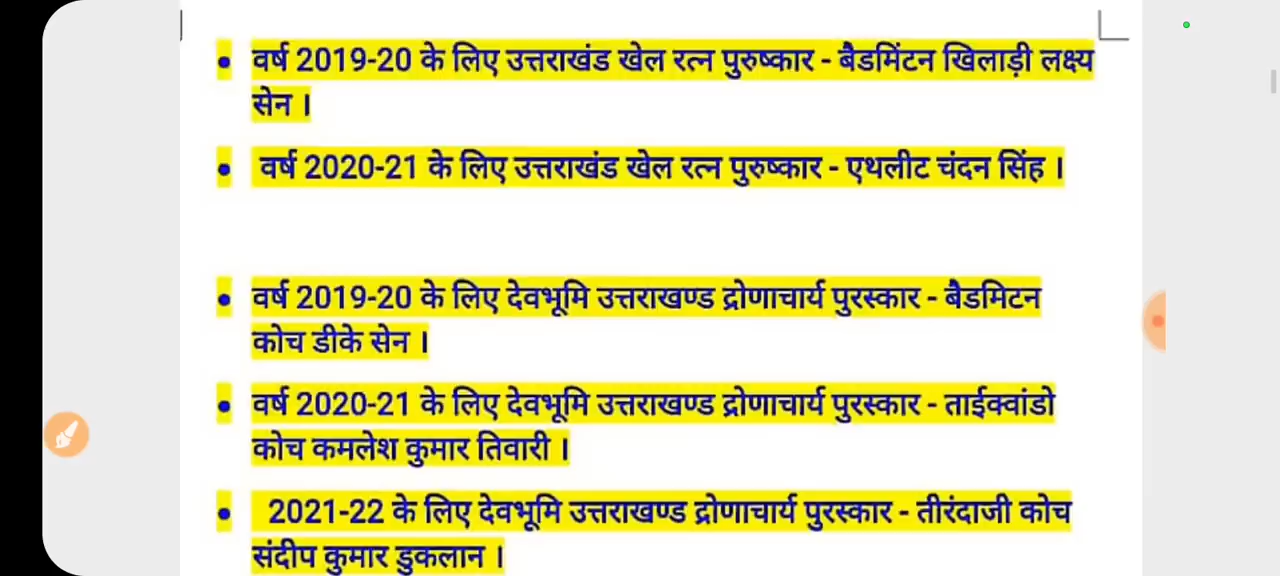 • वर्ष 2019-20 के लिए उत्तराखंड खेल रत्न पुरुष्कार - बैडमिंटन खिलाड़ी लक्ष्य
सेन ।
• वर्ष 2020-21 के लिए उत्तराखंड खेल रत्न पुरुष्कार - एथलीट चंदन सिंह ।
• वर्ष 2019-20 के लिए देवभूमि उत्तराखण्ड द्रोणाचार्य पुरस्कार - बैडमिटन
कोच डीके सेन ।
• वर्ष 2020-21 के लिए देवभूमि उत्तराखण्ड द्रोणाचार्य पुरस्कार - ताईक्वांडो
कोच कमलेश कुमार तिवारी ।
• 2021-22 के लिए देवभूमि उत्तराखण्ड द्रोणाचार्य पुरस्कार - तीरंदाजी कोच
संदीप कुमार डुकलान ।